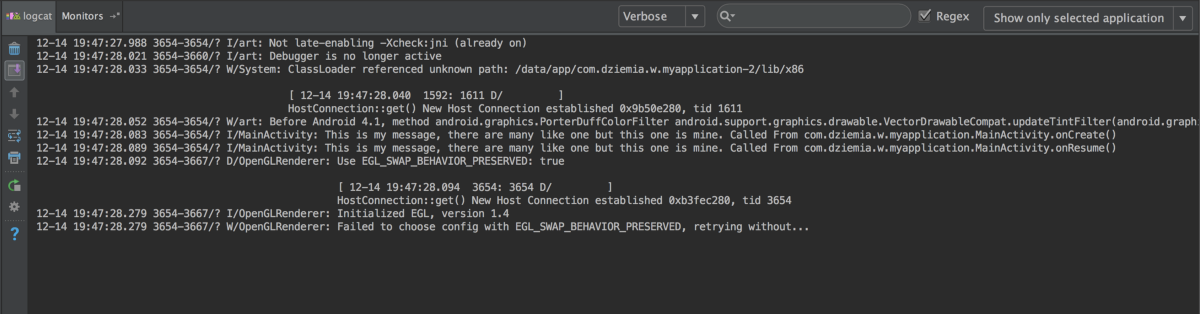 logcat Monitors →" Verbose Regex Show only selected application
12-14 19:47:27.988 3654-3654/? I/art: Not late-enabling -Xcheck:jni (already on)
12-14 19:47:28.021 3654-3660/? I/art: Debugger is no longer active
12-14 19:47:28.033 3654-3654/? W/System: ClassLoader referenced unknown path: /data/app/com.dziemia.w.myapplication-2/lib/x86
[ 12-14 19:47:28.040 1592: 1611 D/ ]
HostConnection::get() New Host Connection established 0x9b50e280, tid 1611
12-14 19:47:28.052 3654-3654/? W/art: Before Android 4.1, method android.graphics.PorterDuffColorFilter android.support.graphics.drawable.VectorDrawableCompat.updateTintFilter(android.graph
12-14 19:47:28.083 3654-3654/? I/MainActivity: This is my message, there are many like one but this one is mine. Called From com.dziemia.w.myapplication.MainActivity.onCreate()
12-14 19:47:28.089 3654-3654/? I/MainActivity: This is my message, there are many like one but this one is mine. Called From com.dziemia.w.myapplication.MainActivity.onResume()
12-14 19:47:28.092 3654-3667/? D/OpenGLRenderer: Use EGL_SWAP_BEHAVIOR_PRESERVED: true
[ 12-14 19:47:28.094 3654: 3654 D/ ]
HostConnection::get() New Host Connection established 0xb3fec280, tid 3654
12-14 19:47:28.279 3654-3667/? I/OpenGLRenderer: Initialized EGL, version 1.4
12-14 19:47:28.279 3654-3667/? W/OpenGLRenderer: Failed to choose config with EGL_SWAP_BEHAVIOR_PRESERVED, retrying without...